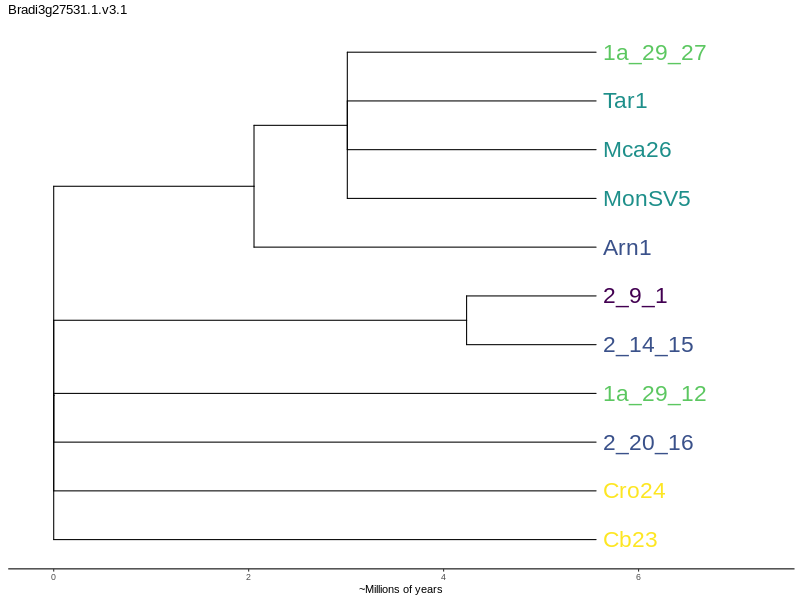 Bradi3g27531.1.v3.1
1a_29_27
Tar1
Mca26
MonSV5
Arn1
2_9_1
2_14_15
1a_29_12
2_20_16
Cro24
Cb23
0 2 4 6
~Millions of years